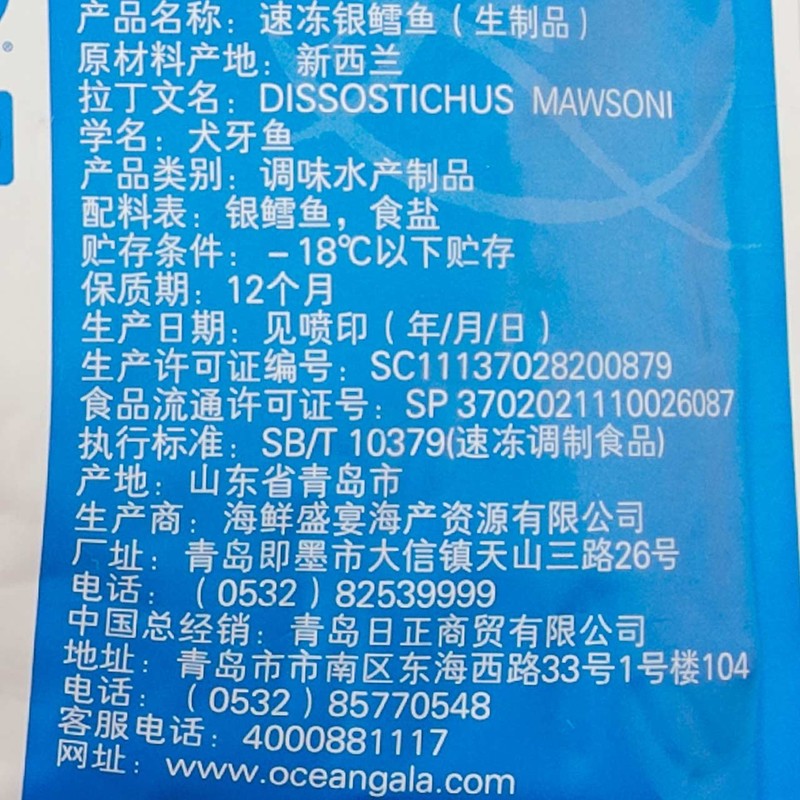 产品名称：速冻银鳕鱼（生制品）
原材料产地：新西兰
拉丁文名：DISSOSTICHUS MAWSONI
学名：犬牙鱼
产品类别：调味水产制品
配料表：银鳕鱼，食盐
贮存条件：－18℃以下贮存
保质期：12个月
生产日期：见喷印（年/月/日）
生产许可证编号：SC11137028200879
食品流通许可证号：SP 3702021110026087
执行标准：SB/T 10379(速冻调制食品)
产地：山东省青岛市
生产商：海鲜盛宴海产资源有限公司
厂址：青岛即墨市大信镇天山三路26号
电话：（0532）82539999
中国总经销：青岛日正商贸有限公司
地址：青岛市市南区东海西路33号1号楼104
电话：（0532）85770548
客服电话：4000881117
网址：www.oceangala.com
®